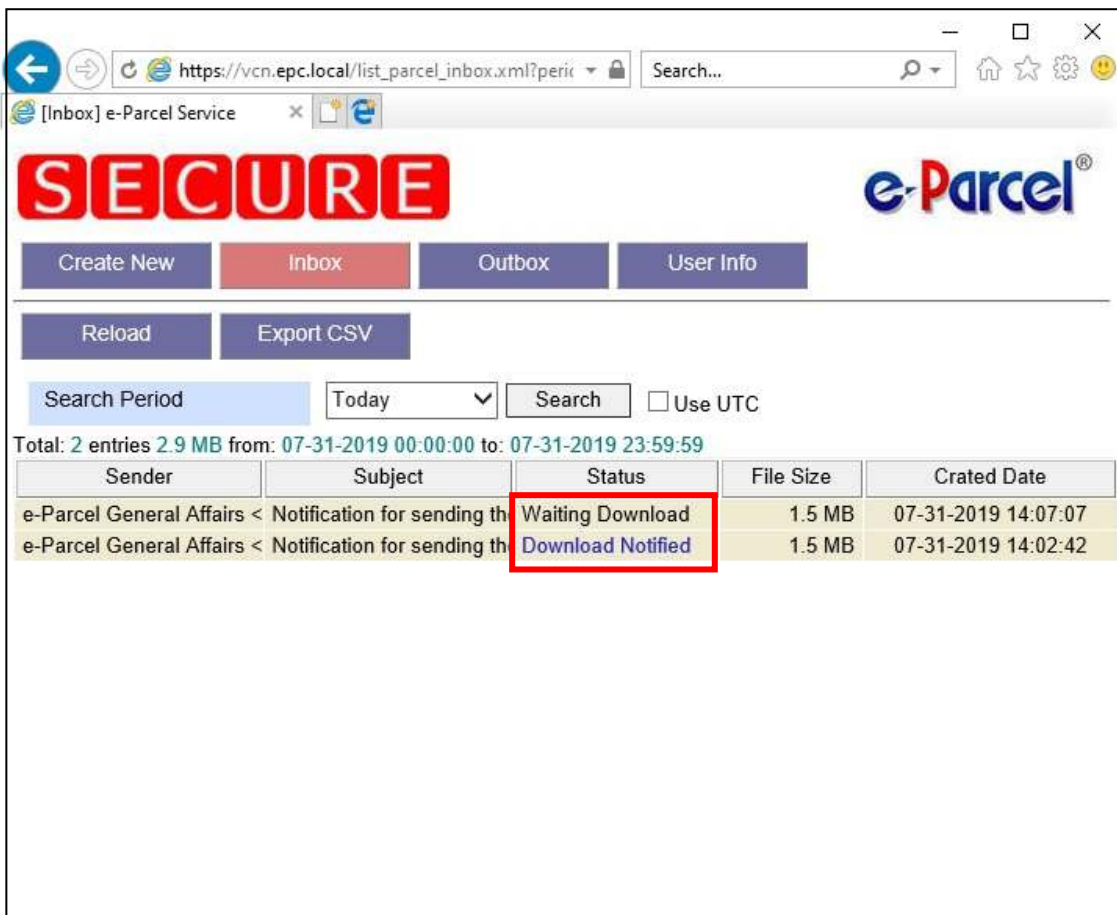 https://vcn.epc.local/list_parcel_inbox.xml?peric Search...
[Inbox] e-Parcel Service
SECURE e-Parcel®
Create New Inbox Outbox User Info
Reload Export CSV
Search Period Today Search Use UTC
Total: 2 entries 2.9 MB from: 07-31-2019 00:00:00 to: 07-31-2019 23:59:59
Sender Subject Status File Size Crated Date
e-Parcel General Affairs < Notification for sending th Waiting Download 1.5 MB 07-31-2019 14:07:07
e-Parcel General Affairs < Notification for sending th Download Notified 1.5 MB 07-31-2019 14:02:42